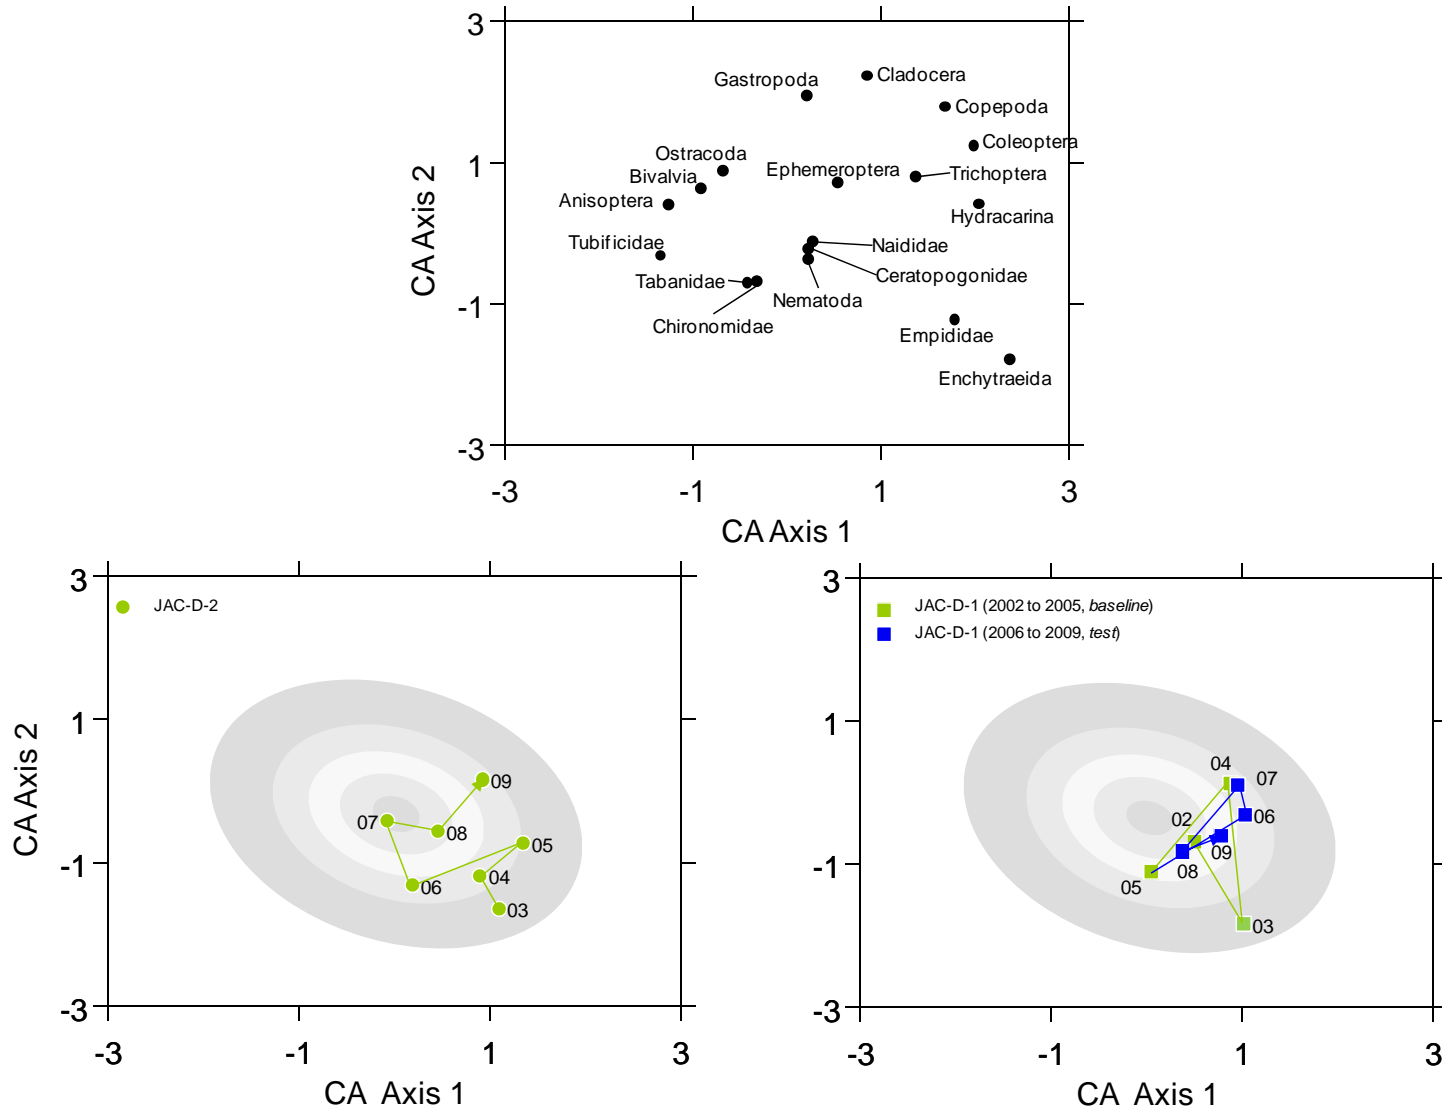 3
Cladocera
Gastropoda
Copepoda
Coleoptera
Ostracoda
1
Ephemeroptera
Trichoptera
Bivalvia
Anisoptera
Hydracarina
CA Axis 2
Tubificidae
Naididae
Ceratopogonidae
Tabanidae
Nematoda
-1
Chironomidae
Empididae
Enchytraeida
-3
-3
-1
1
3
CA Axis 1
3
JAC-D-2
1
CA Axis 2
09
07
08
05
-1
04
06
03
-3
-3
-1
1
3
CA Axis 1
3
JAC-D-1 (2002 to 2005, baseline)
JAC-D-1 (2006 to 2009, test)
1
04
07
02
06
09
-1
08
05
03
-3
-3
-1
1
3
CA Axis 1